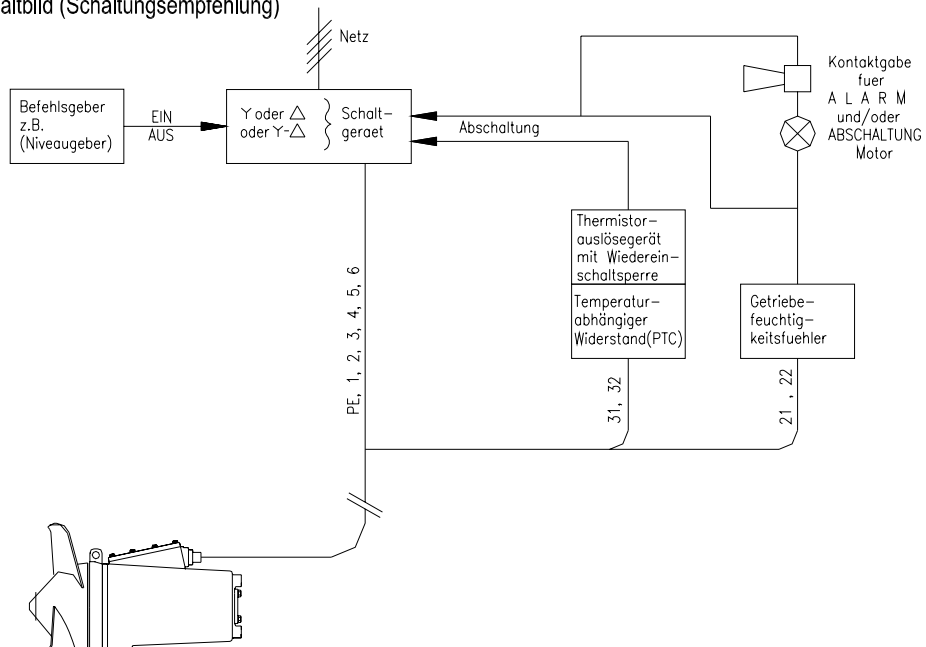 altbild (Schaltungsempfehlung)
Netz
Befehlsgeber
z.B.
(Niveaugeber)
EIN
AUS
Y oder △
oder Y-△
Schalt-
geraet
Abschaltung
Kontaktgabe
fuer
A L A R M
und/oder
ABSCHALTUNG
Motor
Thermistor-
auslösegerät
mit Wiederein-
schaltsperre
Temperatur-
abhängiger
Widerstand(PTC)
Getriebe-
feuchtig-
keitsfuehler
PE, 1, 2, 3, 4, 5, 6
31, 32
21 , 22